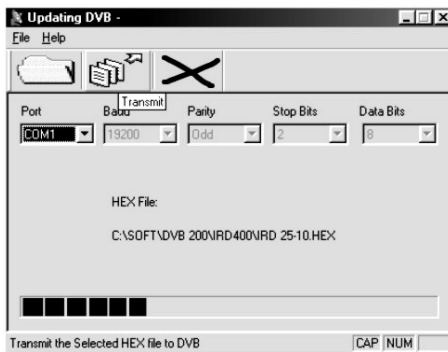 Updating DVB -
File Help
Transmit
Port Baud Parity Stop Bits Data Bits
COM1 19200 Odd 2 8
HEX File:
C:\SOFT\DVB 200\IRD400\IRD 25-10.HEX
Transmit the Selected HEX file to DVB CAP NUM